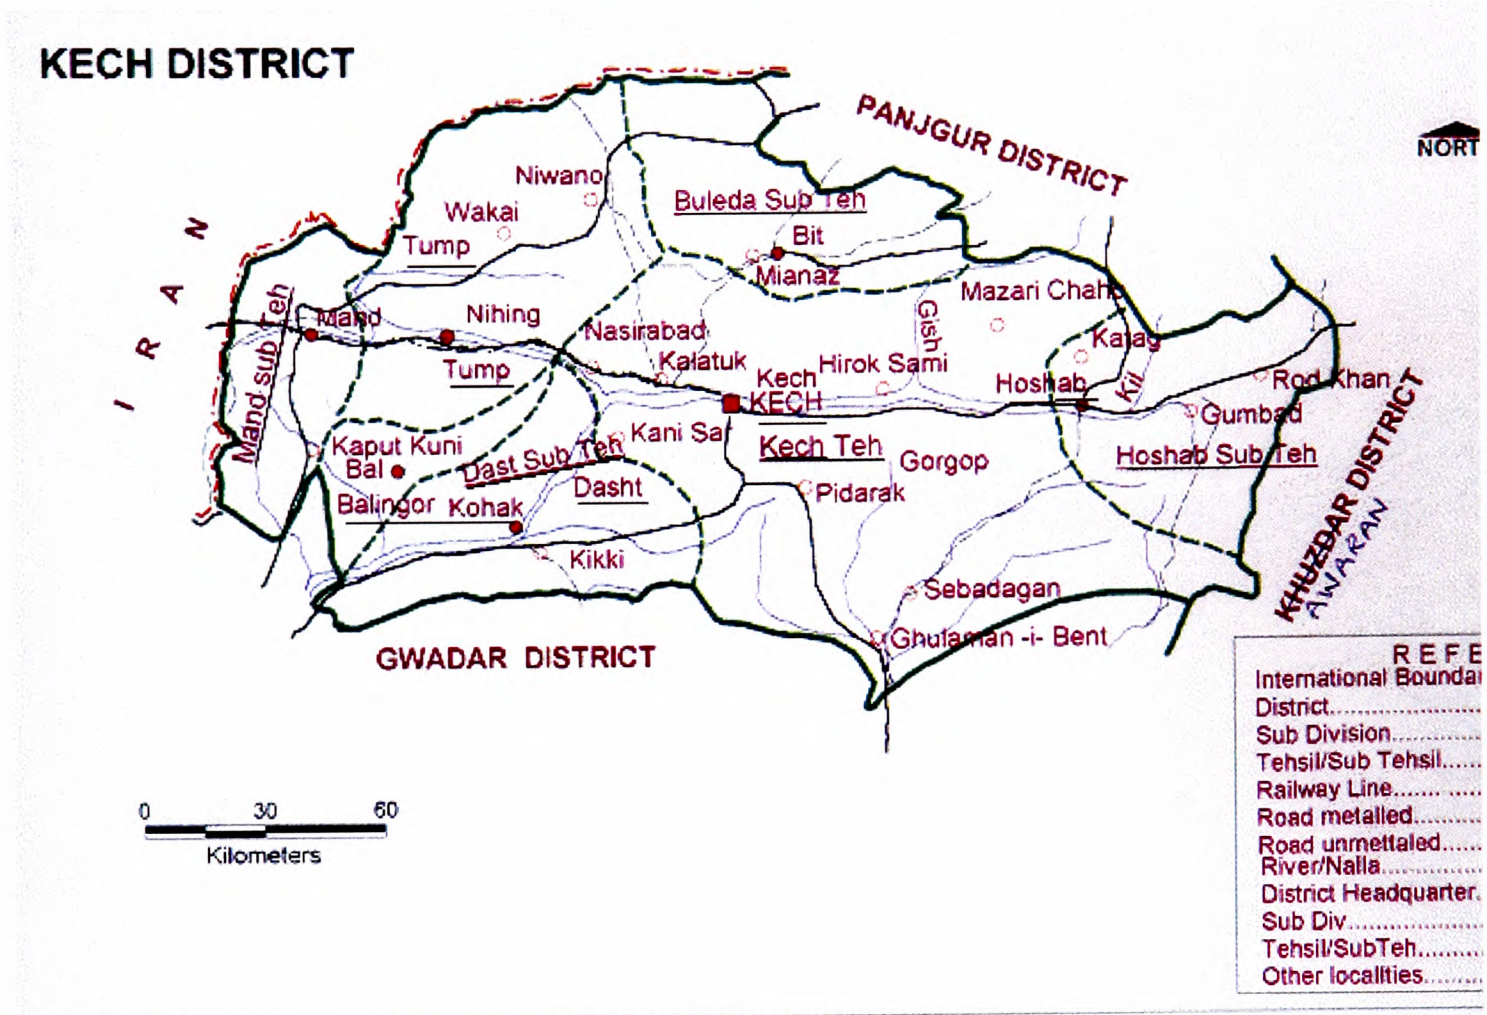 KECH DISTRICT
PANJGUR DISTRICT
NORT
IRAN
Niwano
Wakai
Tump
Buleda Sub Teh
Bit
Mianaz
Mazari Chah
Mand sub Teh
Mand
Nihing
Tump
Nasirabad
Kalatuk
Gish
Hirok Sami
Kech
KECH
Hoshab
Kil
Rod Khan
Gumbad
Kaput Kuni
Bal
Kani Sa
Dast Sub Teh
Kech Teh
Gorgop
Hoshab Sub Teh
Balingor
Kohak
Dasht
Pidarak
Kikki
Sebadagan
Ghulaman -i- Bent
KHUZDAR DISTRICT
AWARAN
GWADAR DISTRICT
0 30 60
Kilometers
REFE
International Bounda
District
Sub Division
Tehsil/Sub Tehsil
Railway Line
Road metalled
Road unmettaled
River/Nalla
District Headquarter
Sub Div
Tehsil/SubTeh
Other localities